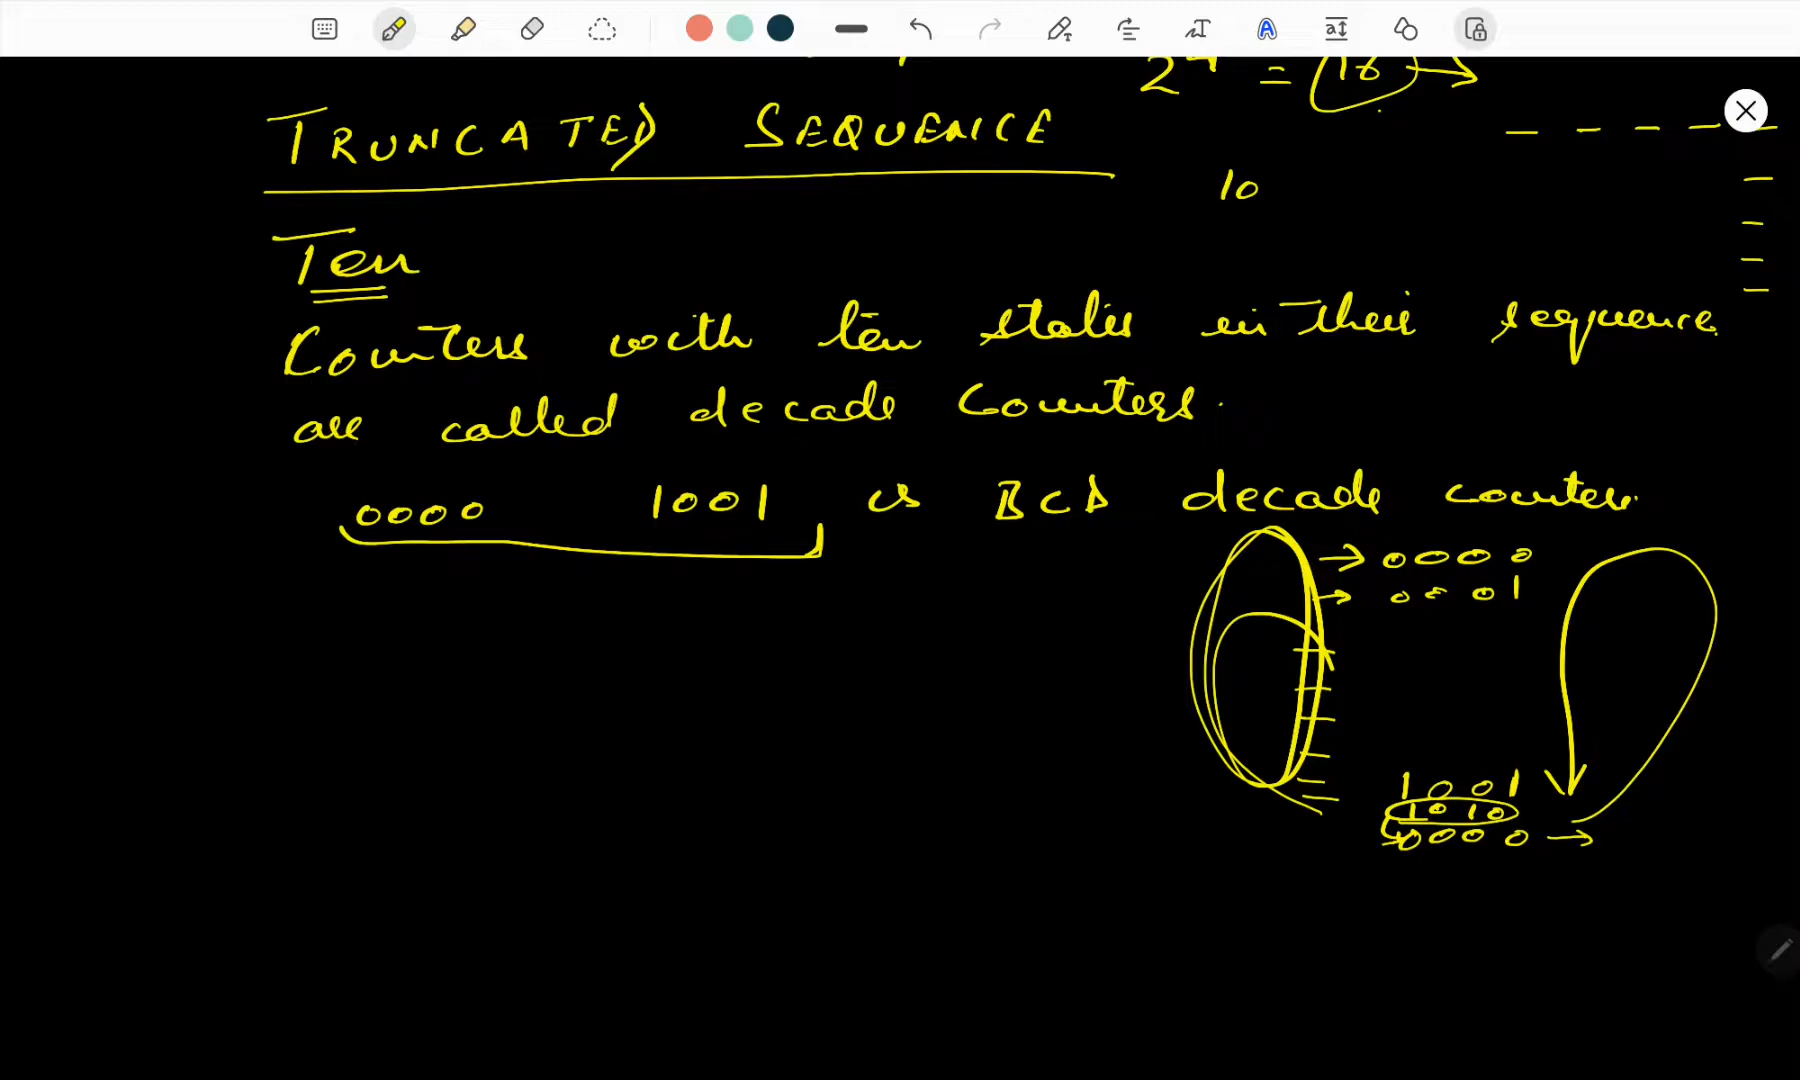 2⁴ = 16 →
TRUNCATED SEQUENCE
10
Ten
Counters with ten states in their sequence
are called decade Counters.
0000 1001 is BCD decade counter.
→ 0000
→ 0001
1001
1010
→ 0000 →